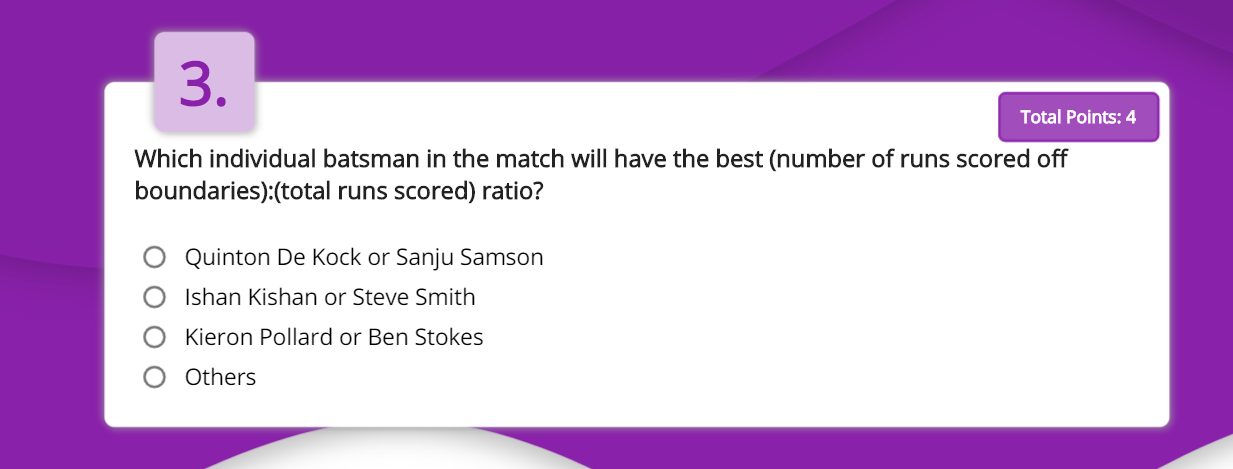 3.
Total Points: 4
Which individual batsman in the match will have the best (number of runs scored off
boundaries):(total runs scored) ratio?
Quinton De Kock or Sanju Samson
Ishan Kishan or Steve Smith
Kieron Pollard or Ben Stokes
Others